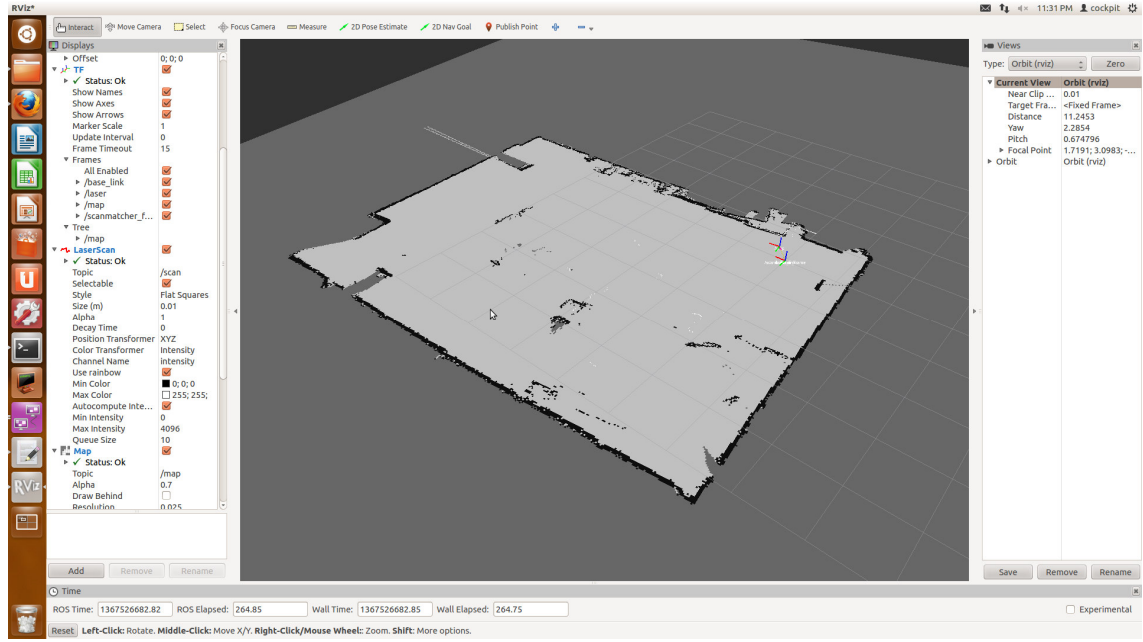 RViz*
11:31 PM cockpit
Interact Move Camera Select Focus Camera Measure 2D Pose Estimate 2D Nav Goal Publish Point
Displays
Offset 0; 0; 0
TF
Status: Ok
Show Names
Show Axes
Show Arrows
Marker Scale 1
Update Interval 0
Frame Timeout 15
Frames
All Enabled
/base_link
/laser
/map
/scanmatcher_f...
Tree
/map
LaserScan
Status: Ok
Topic /scan
Selectable
Style Flat Squares
Size (m) 0.01
Alpha 1
Decay Time 0
Position Transformer XYZ
Color Transformer Intensity
Channel Name intensity
Use rainbow
Min Color 0; 0; 0
Max Color 255; 255;
Autocompute Inte...
Min Intensity 0
Max Intensity 4096
Queue Size 10
Map
Status: Ok
Topic /map
Alpha 0.7
Draw Behind
Resolution 0.025
Add Remove Rename
Views
Type: Orbit (rviz) Zero
Current View Orbit (rviz)
Near Clip ... 0.01
Target Fra... <Fixed Frame>
Distance 11.2453
Yaw 2.2854
Pitch 0.674796
Focal Point 1.7191; 3.0983; -...
Orbit Orbit (rviz)
Save Remove Rename
Time
ROS Time: 1367526682.82 ROS Elapsed: 264.85 Wall Time: 1367526682.85 Wall Elapsed: 264.75 Experimental
Reset Left-Click: Rotate. Middle-Click: Move X/Y. Right-Click/Mouse Wheel:: Zoom. Shift: More options.